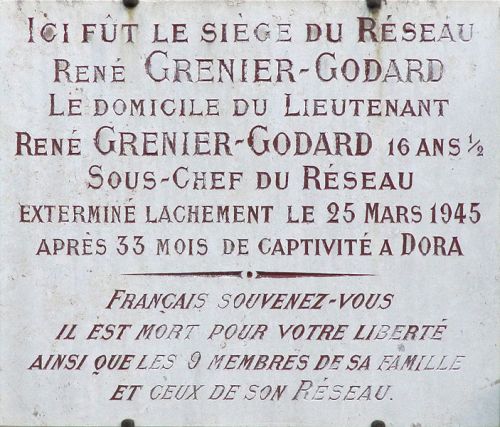 Ici fût le siège du Réseau
René Grenier-Godard
Le domicile du Lieutenant
René Grenier-Godard 16 ans ½
Sous-Chef du Réseau
exterminé lachement le 25 Mars 1945
après 33 mois de captivité a Dora
Français souvenez-vous
il est mort pour votre liberté
ainsi que les 9 membres de sa famille
et ceux de son Réseau.